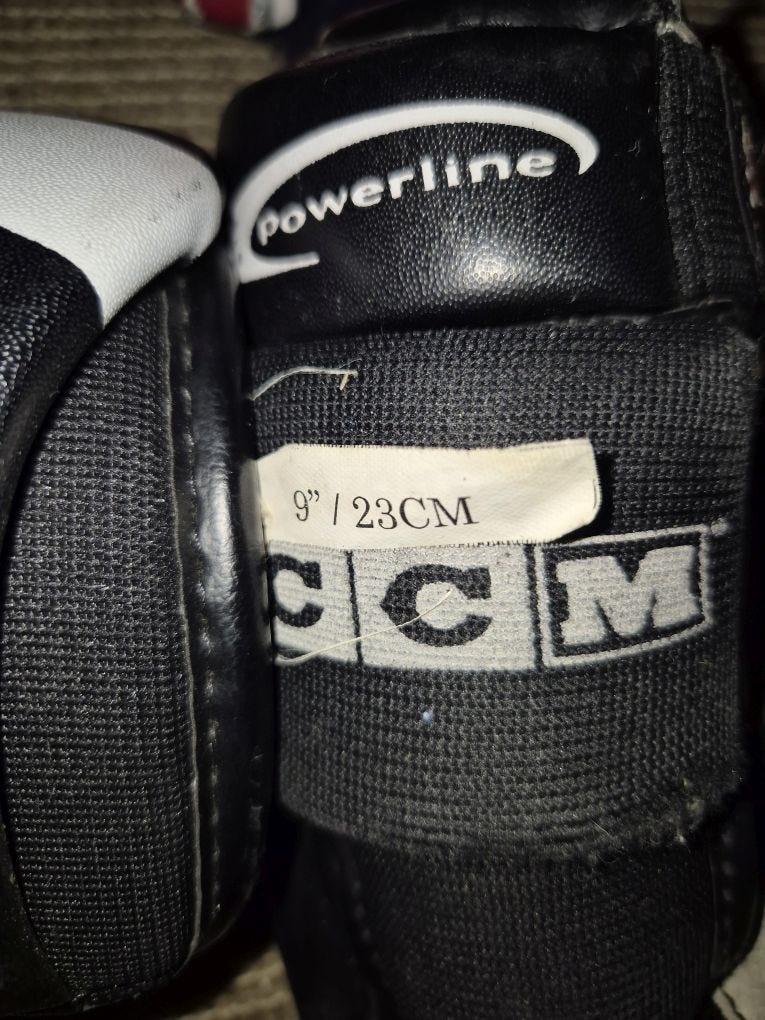 Powerline
9” / 23CM
CCM